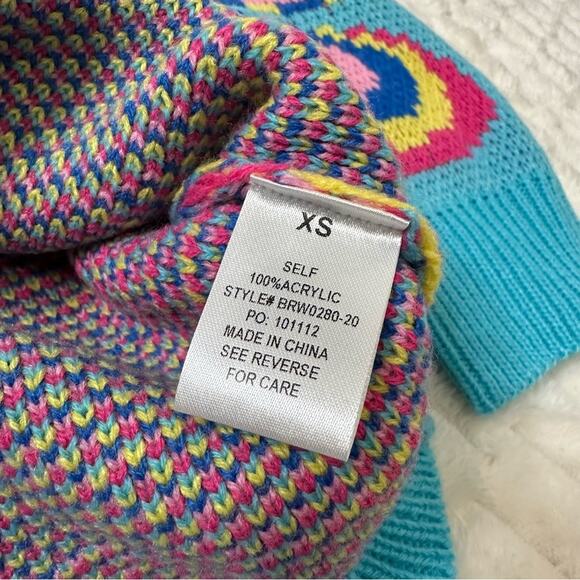 XS
SELF
100%ACRYLIC
STYLE# BRW0280-20
PO: 101112
MADE IN CHINA
SEE REVERSE
FOR CARE